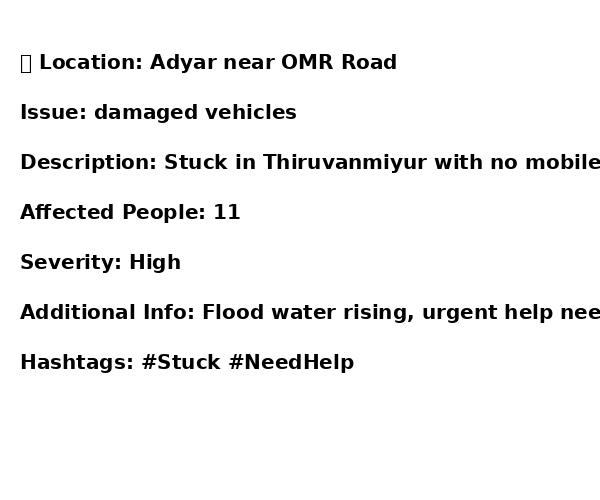 Location: Adyar near OMR Road
Issue: damaged vehicles
Description: Stuck in Thiruvanmiyur with no mobile
Affected People: 11
Severity: High
Additional Info: Flood water rising, urgent help nee
Hashtags: #Stuck #NeedHelp